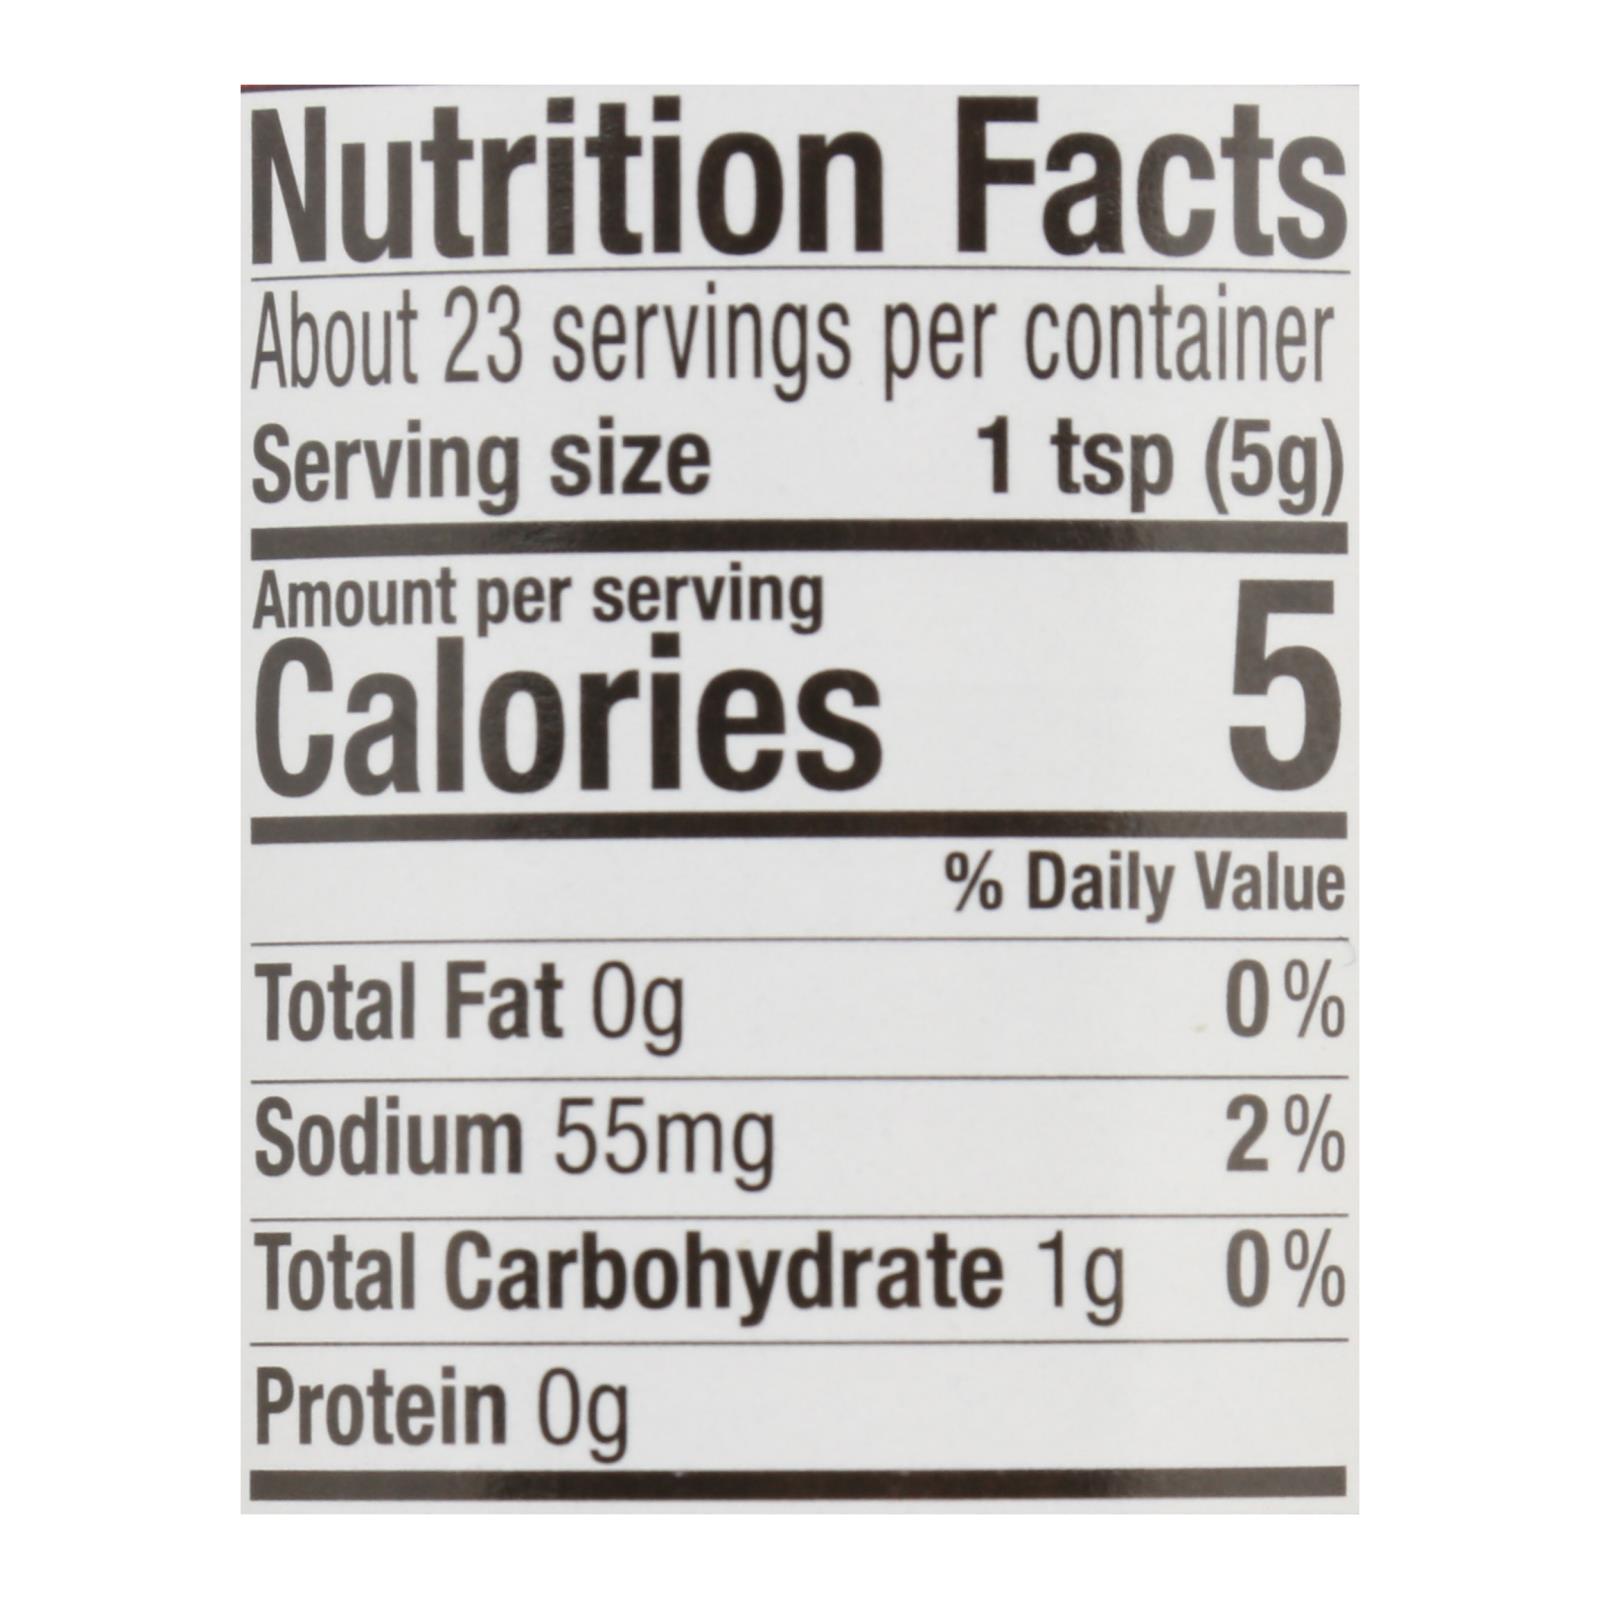 Nutrition Facts
About 23 servings per container
Serving size 1 tsp (5g)
Amount per serving
Calories 5
% Daily Value
Total Fat 0g 0%
Sodium 55mg 2%
Total Carbohydrate 1g 0%
Protein 0g